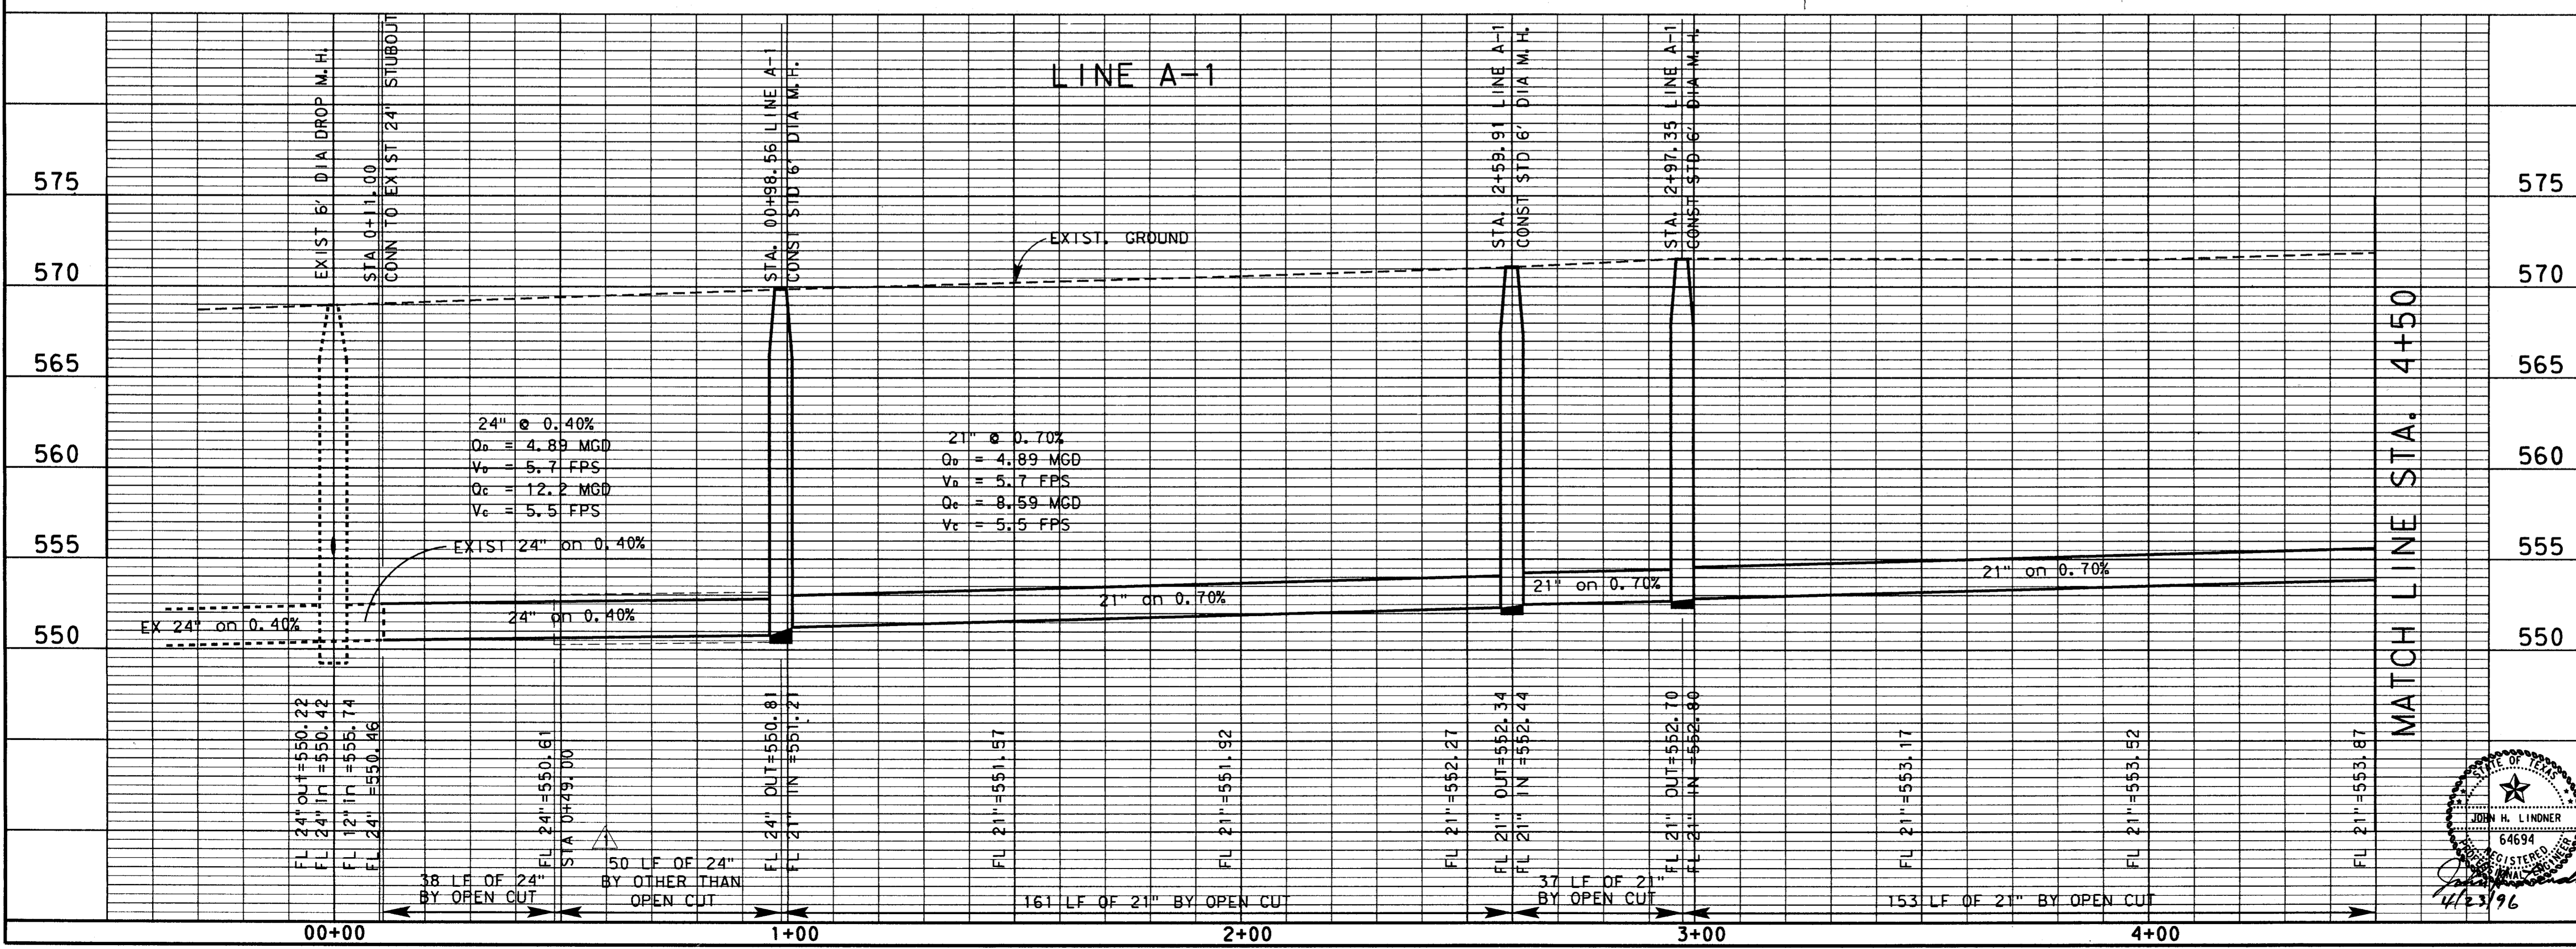 LINE A-1
EXIST 6' DIA DROP M.H.
STA 0+11.00
CONN TO EXIST 24" STUBOUT
STA. 00+98.56 LINE A-1
CONST STD 6' DIA M.H.
STA. 2+59.91 LINE A-1
CONST STD 6' DIA M.H.
STA. 2+97.35 LINE A-1
CONST STD 6' DIA M.H.
575
570
565
560
555
550
575
570
565
560
555
550
EXIST. GROUND
24" @ 0.40%
QD = 4.89 MGD
VD = 5.7 FPS
QC = 12.2 MGD
VC = 5.5 FPS
21" @ 0.70%
QD = 4.89 MGD
VD = 5.7 FPS
QC = 8.59 MGD
VC = 5.5 FPS
EXIST 24" on 0.40%
EX 24" on 0.40%
24" on 0.40%
21" on 0.70%
21" on 0.70%
21" on 0.70%
MATCH LINE STA. 4+50
FL 24" out=550.22
FL 24" in =550.42
FL 12" in =555.74
FL 24" =550.46
FL 24"=550.61
STA 0+49.00
FL 24" OUT=550.81
FL 21" IN =551.21
FL 21"=551.57
FL 21"=551.92
FL 21"=552.27
FL 21" OUT=552.34
FL 21" IN =552.44
FL 21" OUT=552.70
FL 21" IN =552.80
FL 21"=553.17
FL 21"=553.52
FL 21"=553.87
38 LF OF 24"
BY OPEN CUT
1
50 LF OF 24"
BY OTHER THAN
OPEN CUT
161 LF OF 21" BY OPEN CUT
37 LF OF 21"
BY OPEN CUT
153 LF OF 21" BY OPEN CUT
00+00
1+00
2+00
3+00
4+00
STATE OF TEXAS
JOHN H. LINDNER
64694
REGISTERED
PROFESSIONAL ENGINEER
4/23/96